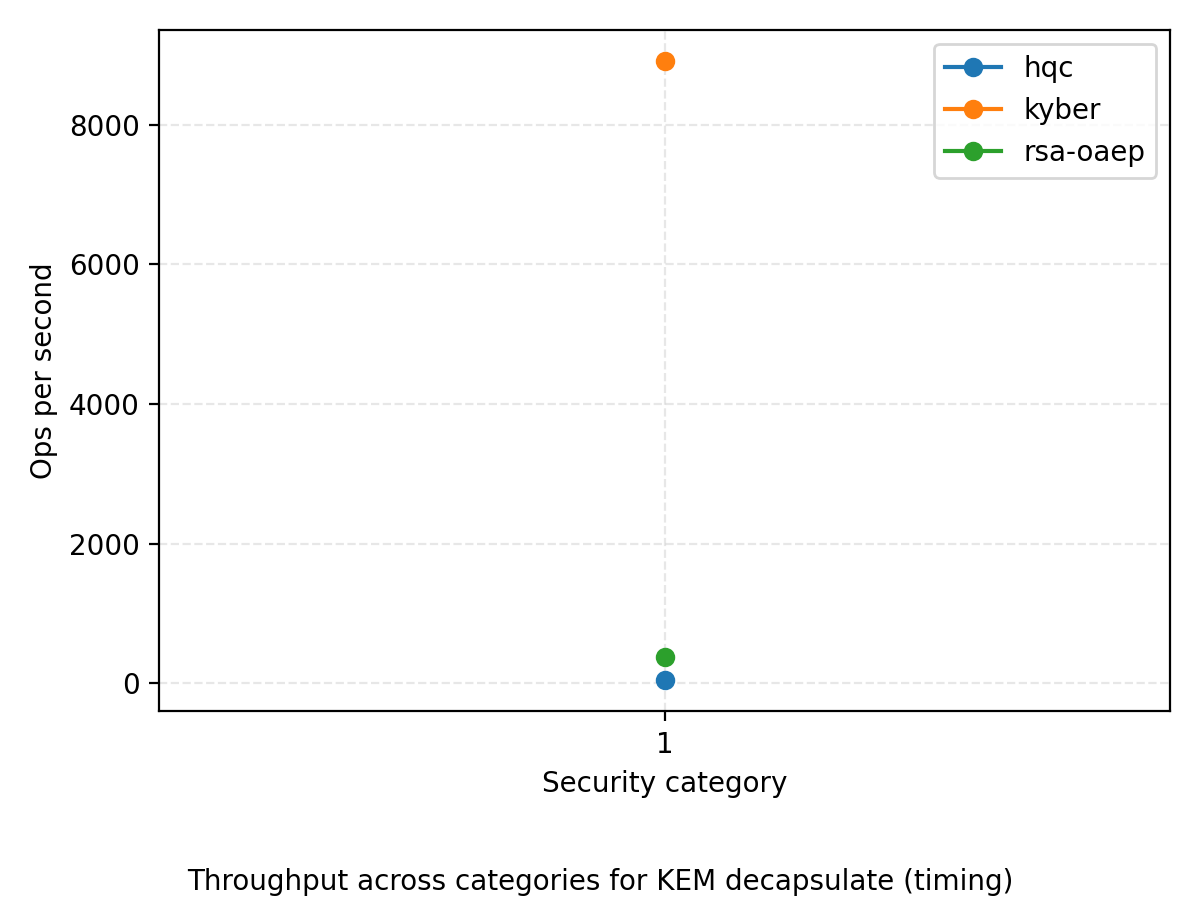 hqc
kyber
rsa-oaep
8000
6000
4000
2000
0
Ops per second
1
Security category
Throughput across categories for KEM decapsulate (timing)